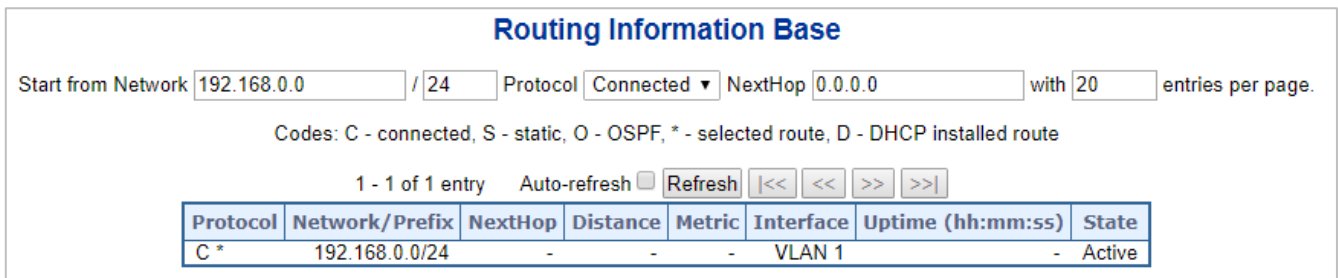 Routing Information Base
Start from Network 192.168.0.0 / 24 Protocol Connected ▾ NextHop 0.0.0.0 with 20 entries per page.
Codes: C - connected, S - static, O - OSPF, * - selected route, D - DHCP installed route
1 - 1 of 1 entry Auto-refresh Refresh |<< << >> >>|
Protocol Network/Prefix NextHop Distance Metric Interface Uptime (hh:mm:ss) State
C * 192.168.0.0/24 - - - VLAN 1 - Active